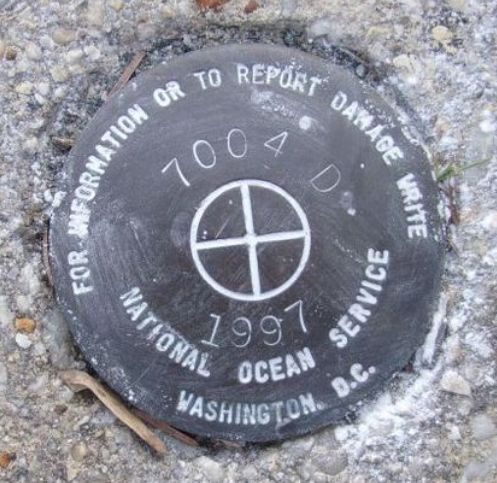 FOR INFORMATION OR TO REPORT DAMAGE WRITE
7004 D
1997
NATIONAL OCEAN SERVICE
WASHINGTON, D.C.